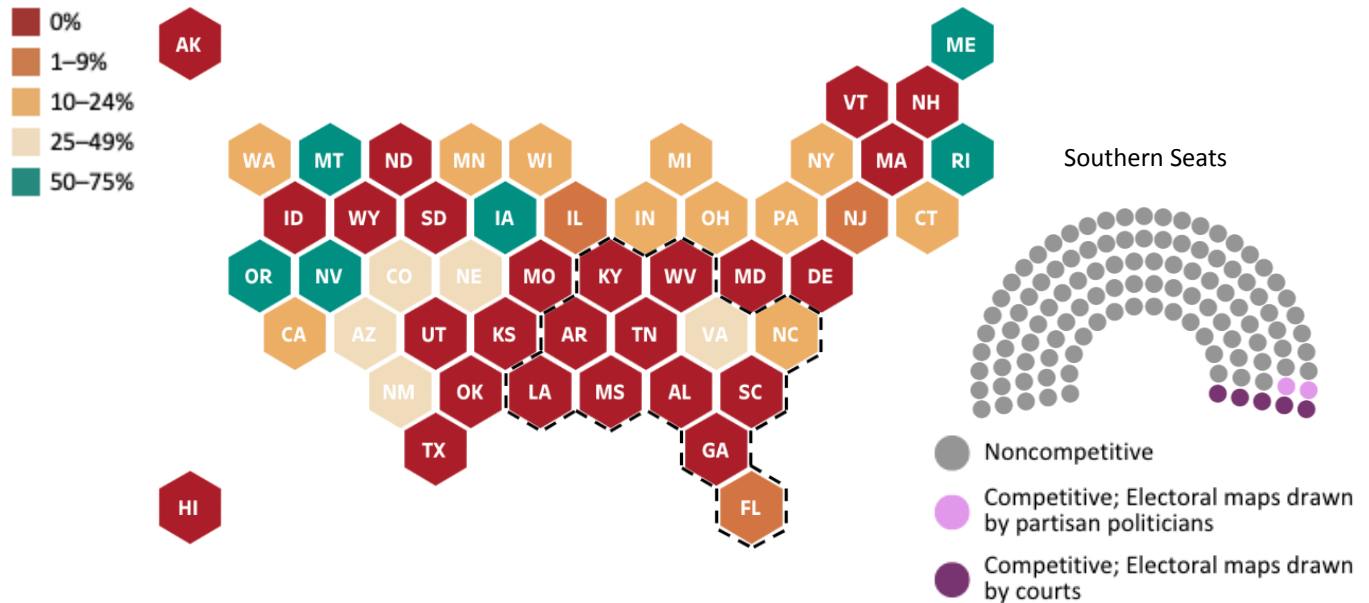 0%
1–9%
10–24%
25–49%
50–75%
AK
ME
VT
NH
WA
MT
ND
MN
WI
MI
NY
MA
RI
ID
WY
SD
IA
IL
IN
OH
PA
NJ
CT
OR
NV
CO
NE
MO
KY
WV
MD
DE
CA
AZ
UT
KS
AR
TN
VA
NC
NM
OK
LA
MS
AL
SC
TX
GA
HI
FL
Southern Seats
Noncompetitive
Competitive; Electoral maps drawn
by partisan politicians
Competitive; Electoral maps drawn
by courts